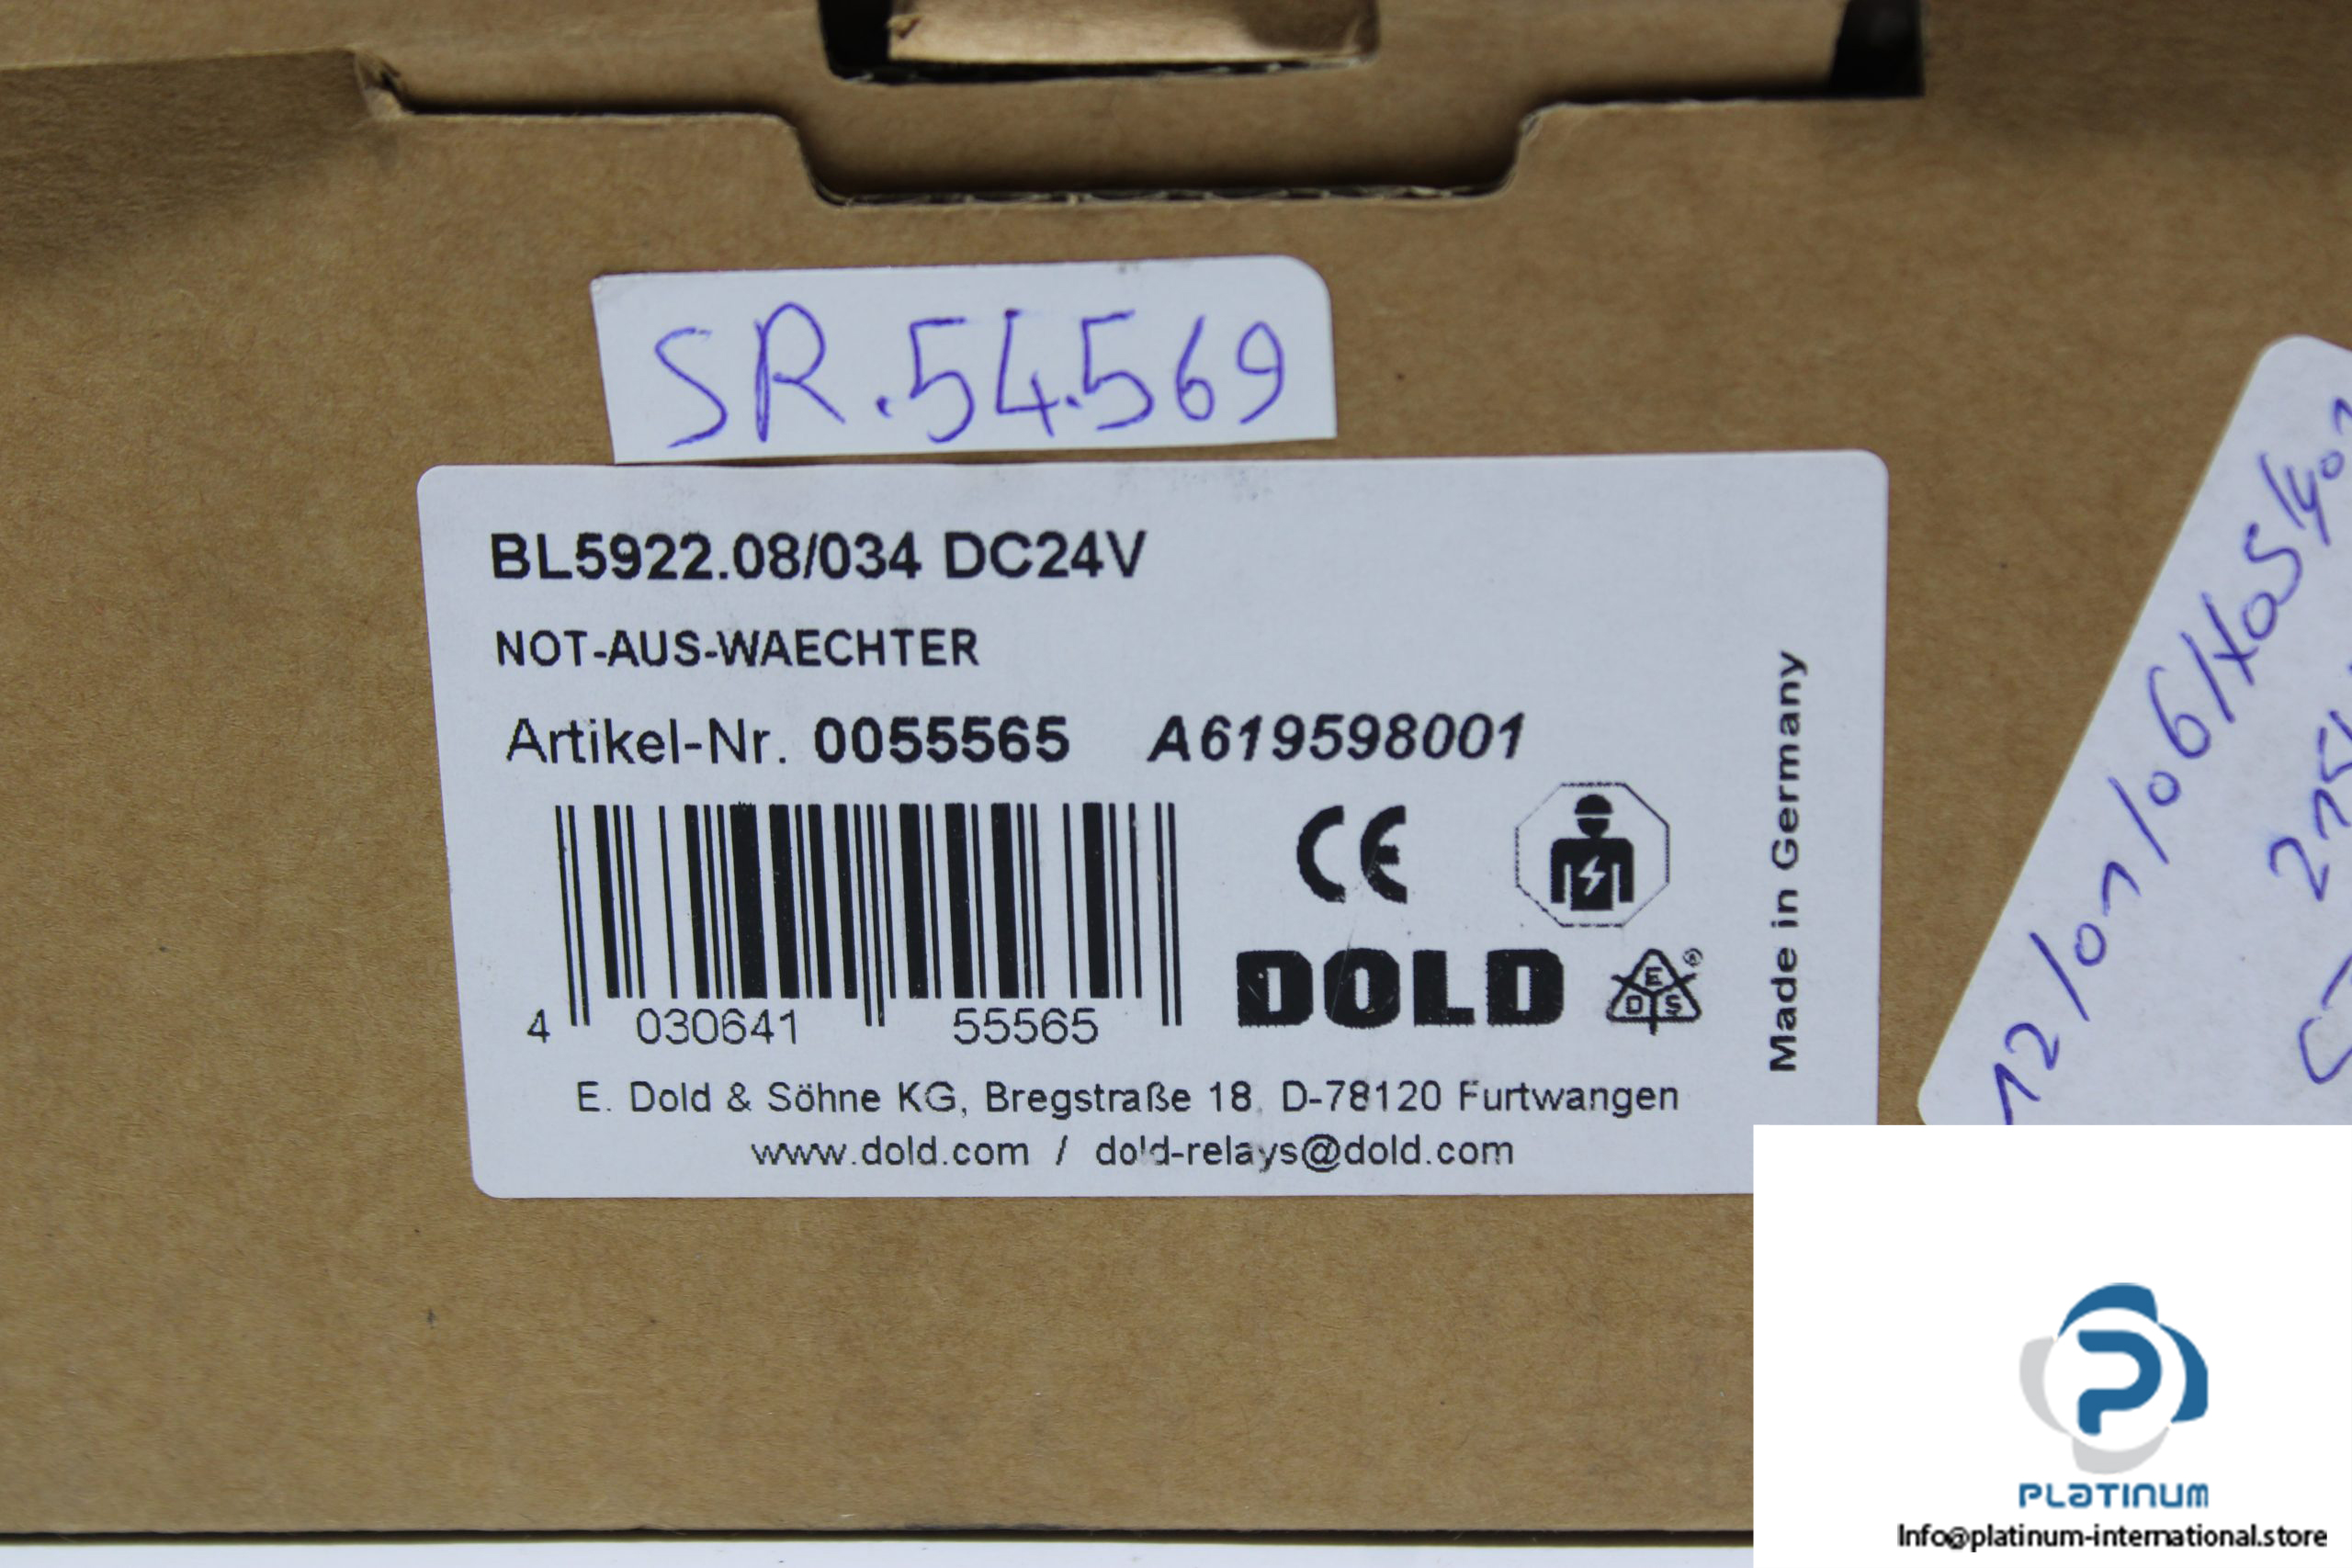 SR.54.569
BL5922.08/034 DC24V
NOT-AUS-WAECHTER
Artikel-Nr. 0055565 A619598001
4 030641 55565
CE
DOLD
E D S ®
E. Dold & Söhne KG, Bregstraße 18, D-78120 Furtwangen
www.dold.com / dold-relays@dold.com
Made in Germany
PLATINUM
Info@platinum-international.store